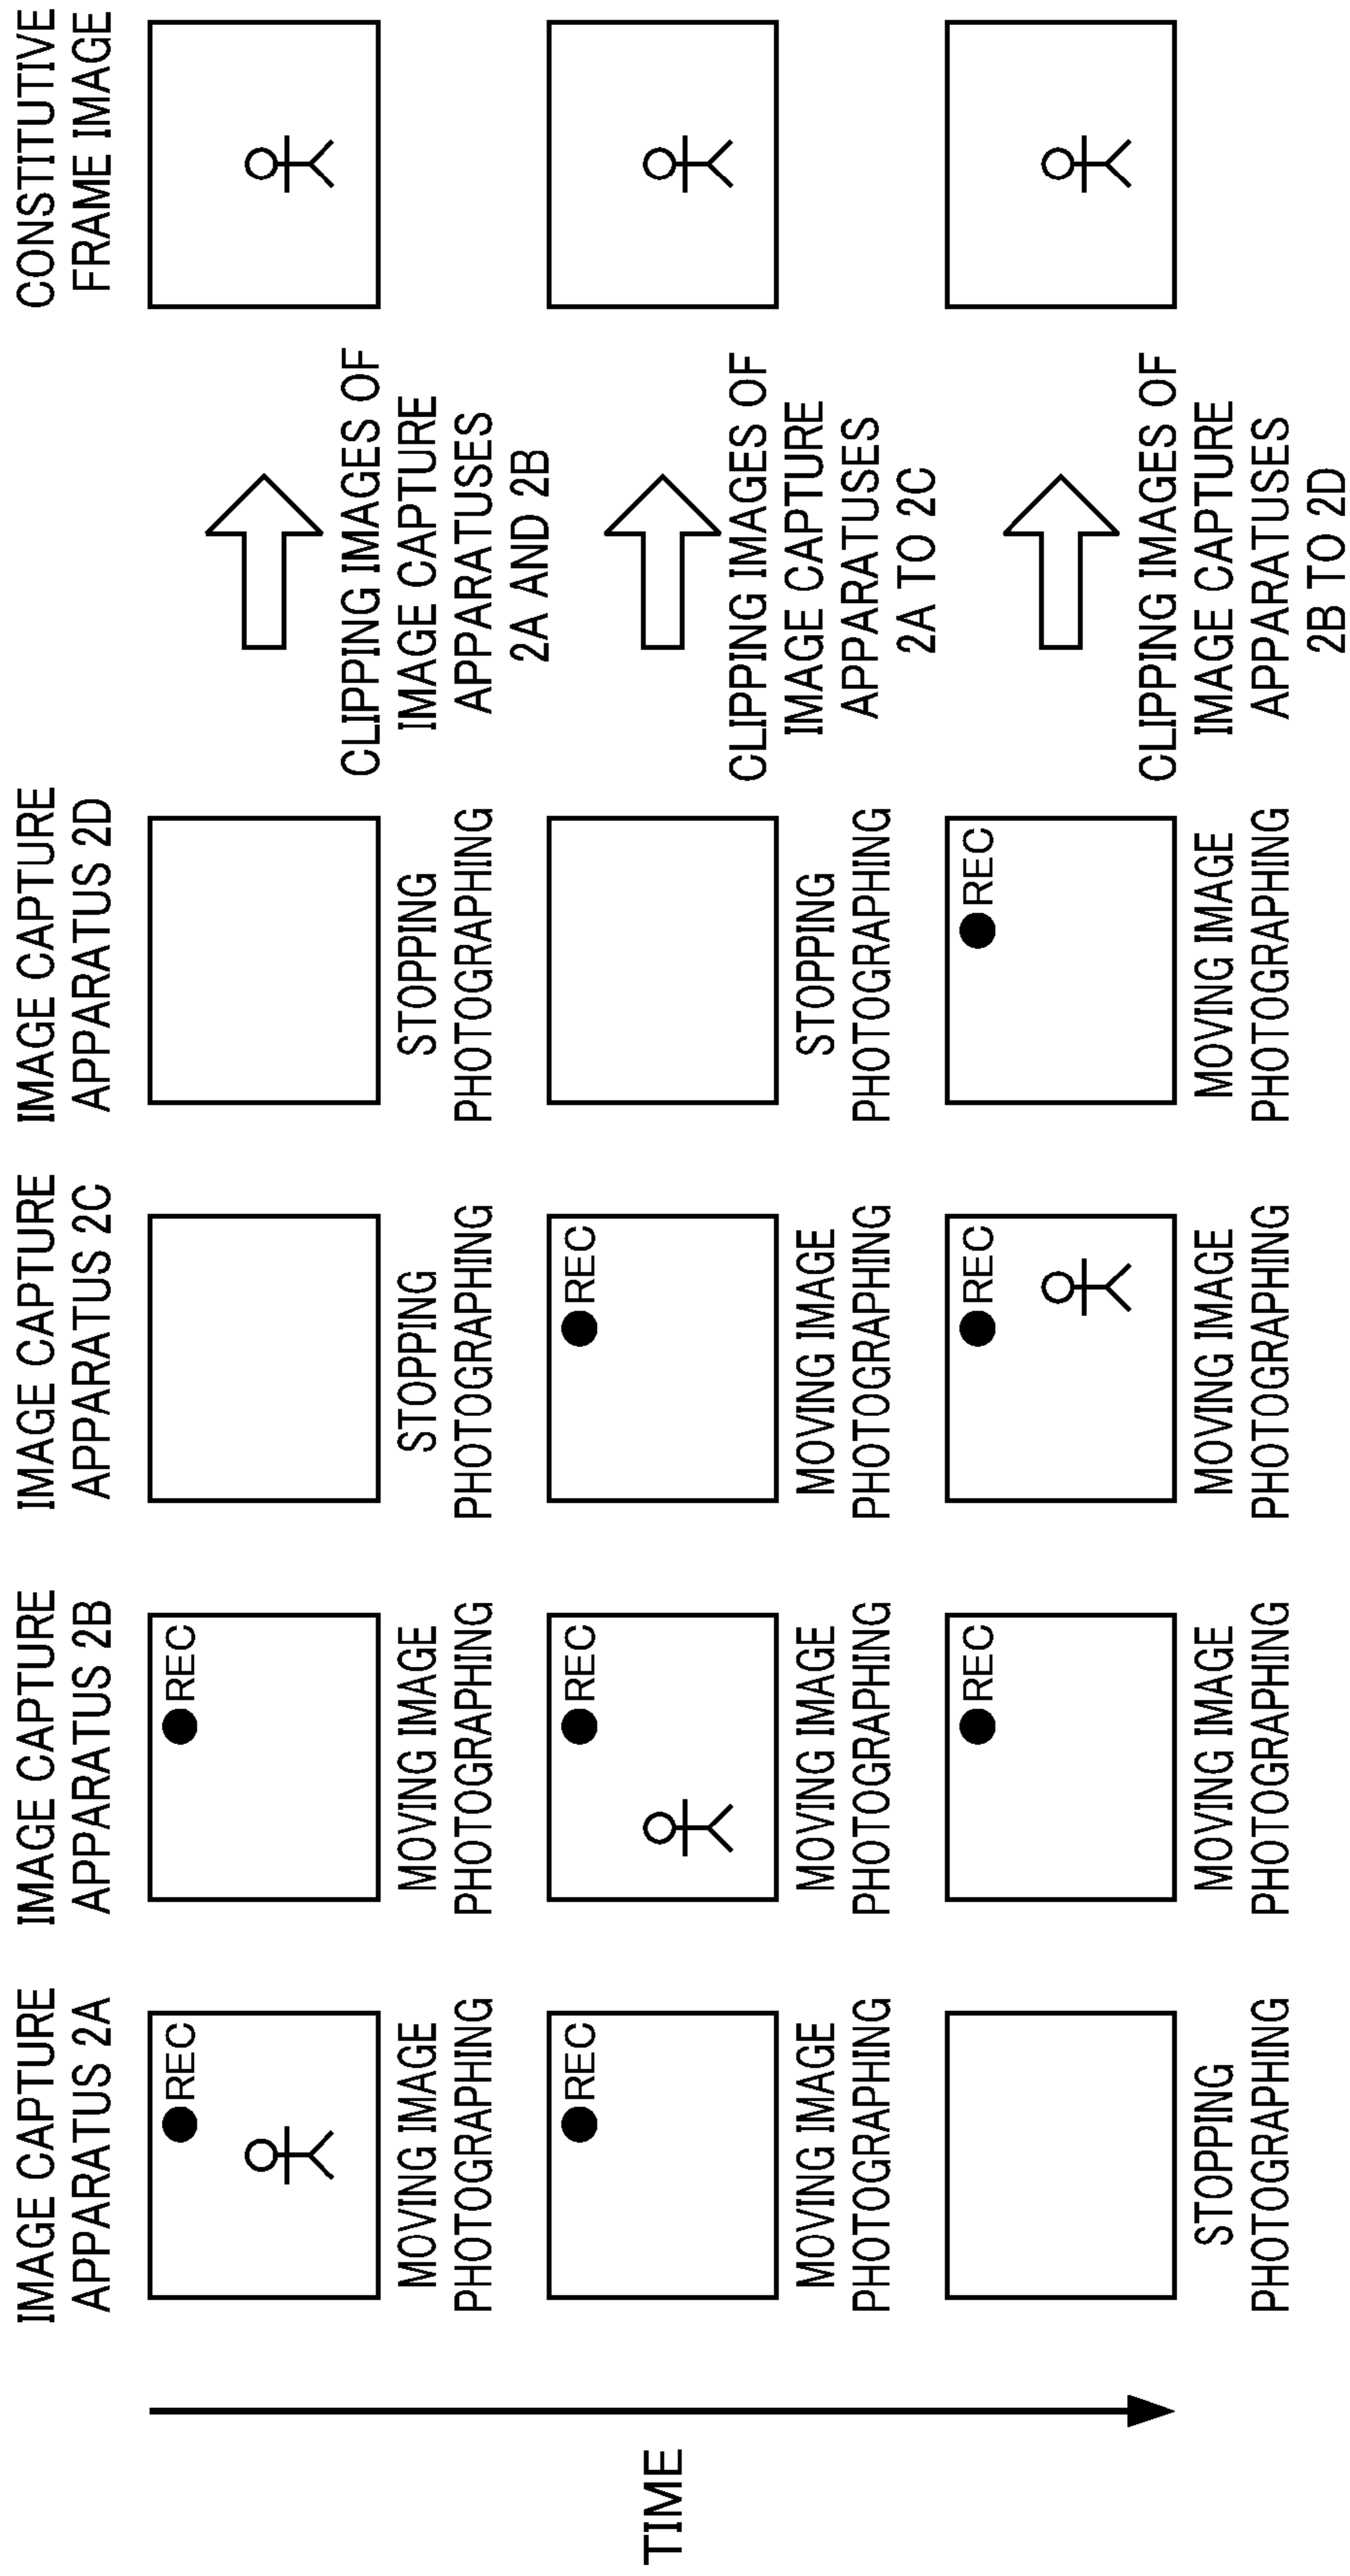 IMAGE CAPTURE
APPARATUS 2A
IMAGE CAPTURE
APPARATUS 2B
IMAGE CAPTURE
APPARATUS 2C
IMAGE CAPTURE
APPARATUS 2D
CONSTITUTIVE
FRAME IMAGE
TIME
REC
MOVING IMAGE
PHOTOGRAPHING
REC
MOVING IMAGE
PHOTOGRAPHING
STOPPING
PHOTOGRAPHING
STOPPING
PHOTOGRAPHING
CLIPPING IMAGES OF
IMAGE CAPTURE
APPARATUSES
2A AND 2B
REC
MOVING IMAGE
PHOTOGRAPHING
REC
MOVING IMAGE
PHOTOGRAPHING
REC
MOVING IMAGE
PHOTOGRAPHING
STOPPING
PHOTOGRAPHING
CLIPPING IMAGES OF
IMAGE CAPTURE
APPARATUSES
2A TO 2C
STOPPING
PHOTOGRAPHING
REC
MOVING IMAGE
PHOTOGRAPHING
REC
MOVING IMAGE
PHOTOGRAPHING
REC
MOVING IMAGE
PHOTOGRAPHING
CLIPPING IMAGES OF
IMAGE CAPTURE
APPARATUSES
2B TO 2D